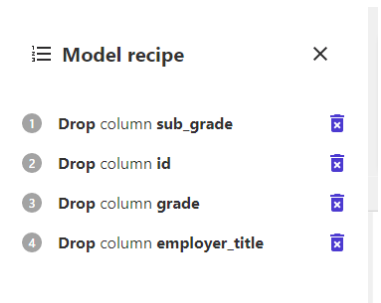 Model recipe
1 Drop column sub_grade
2 Drop column id
3 Drop column grade
4 Drop column employer_title